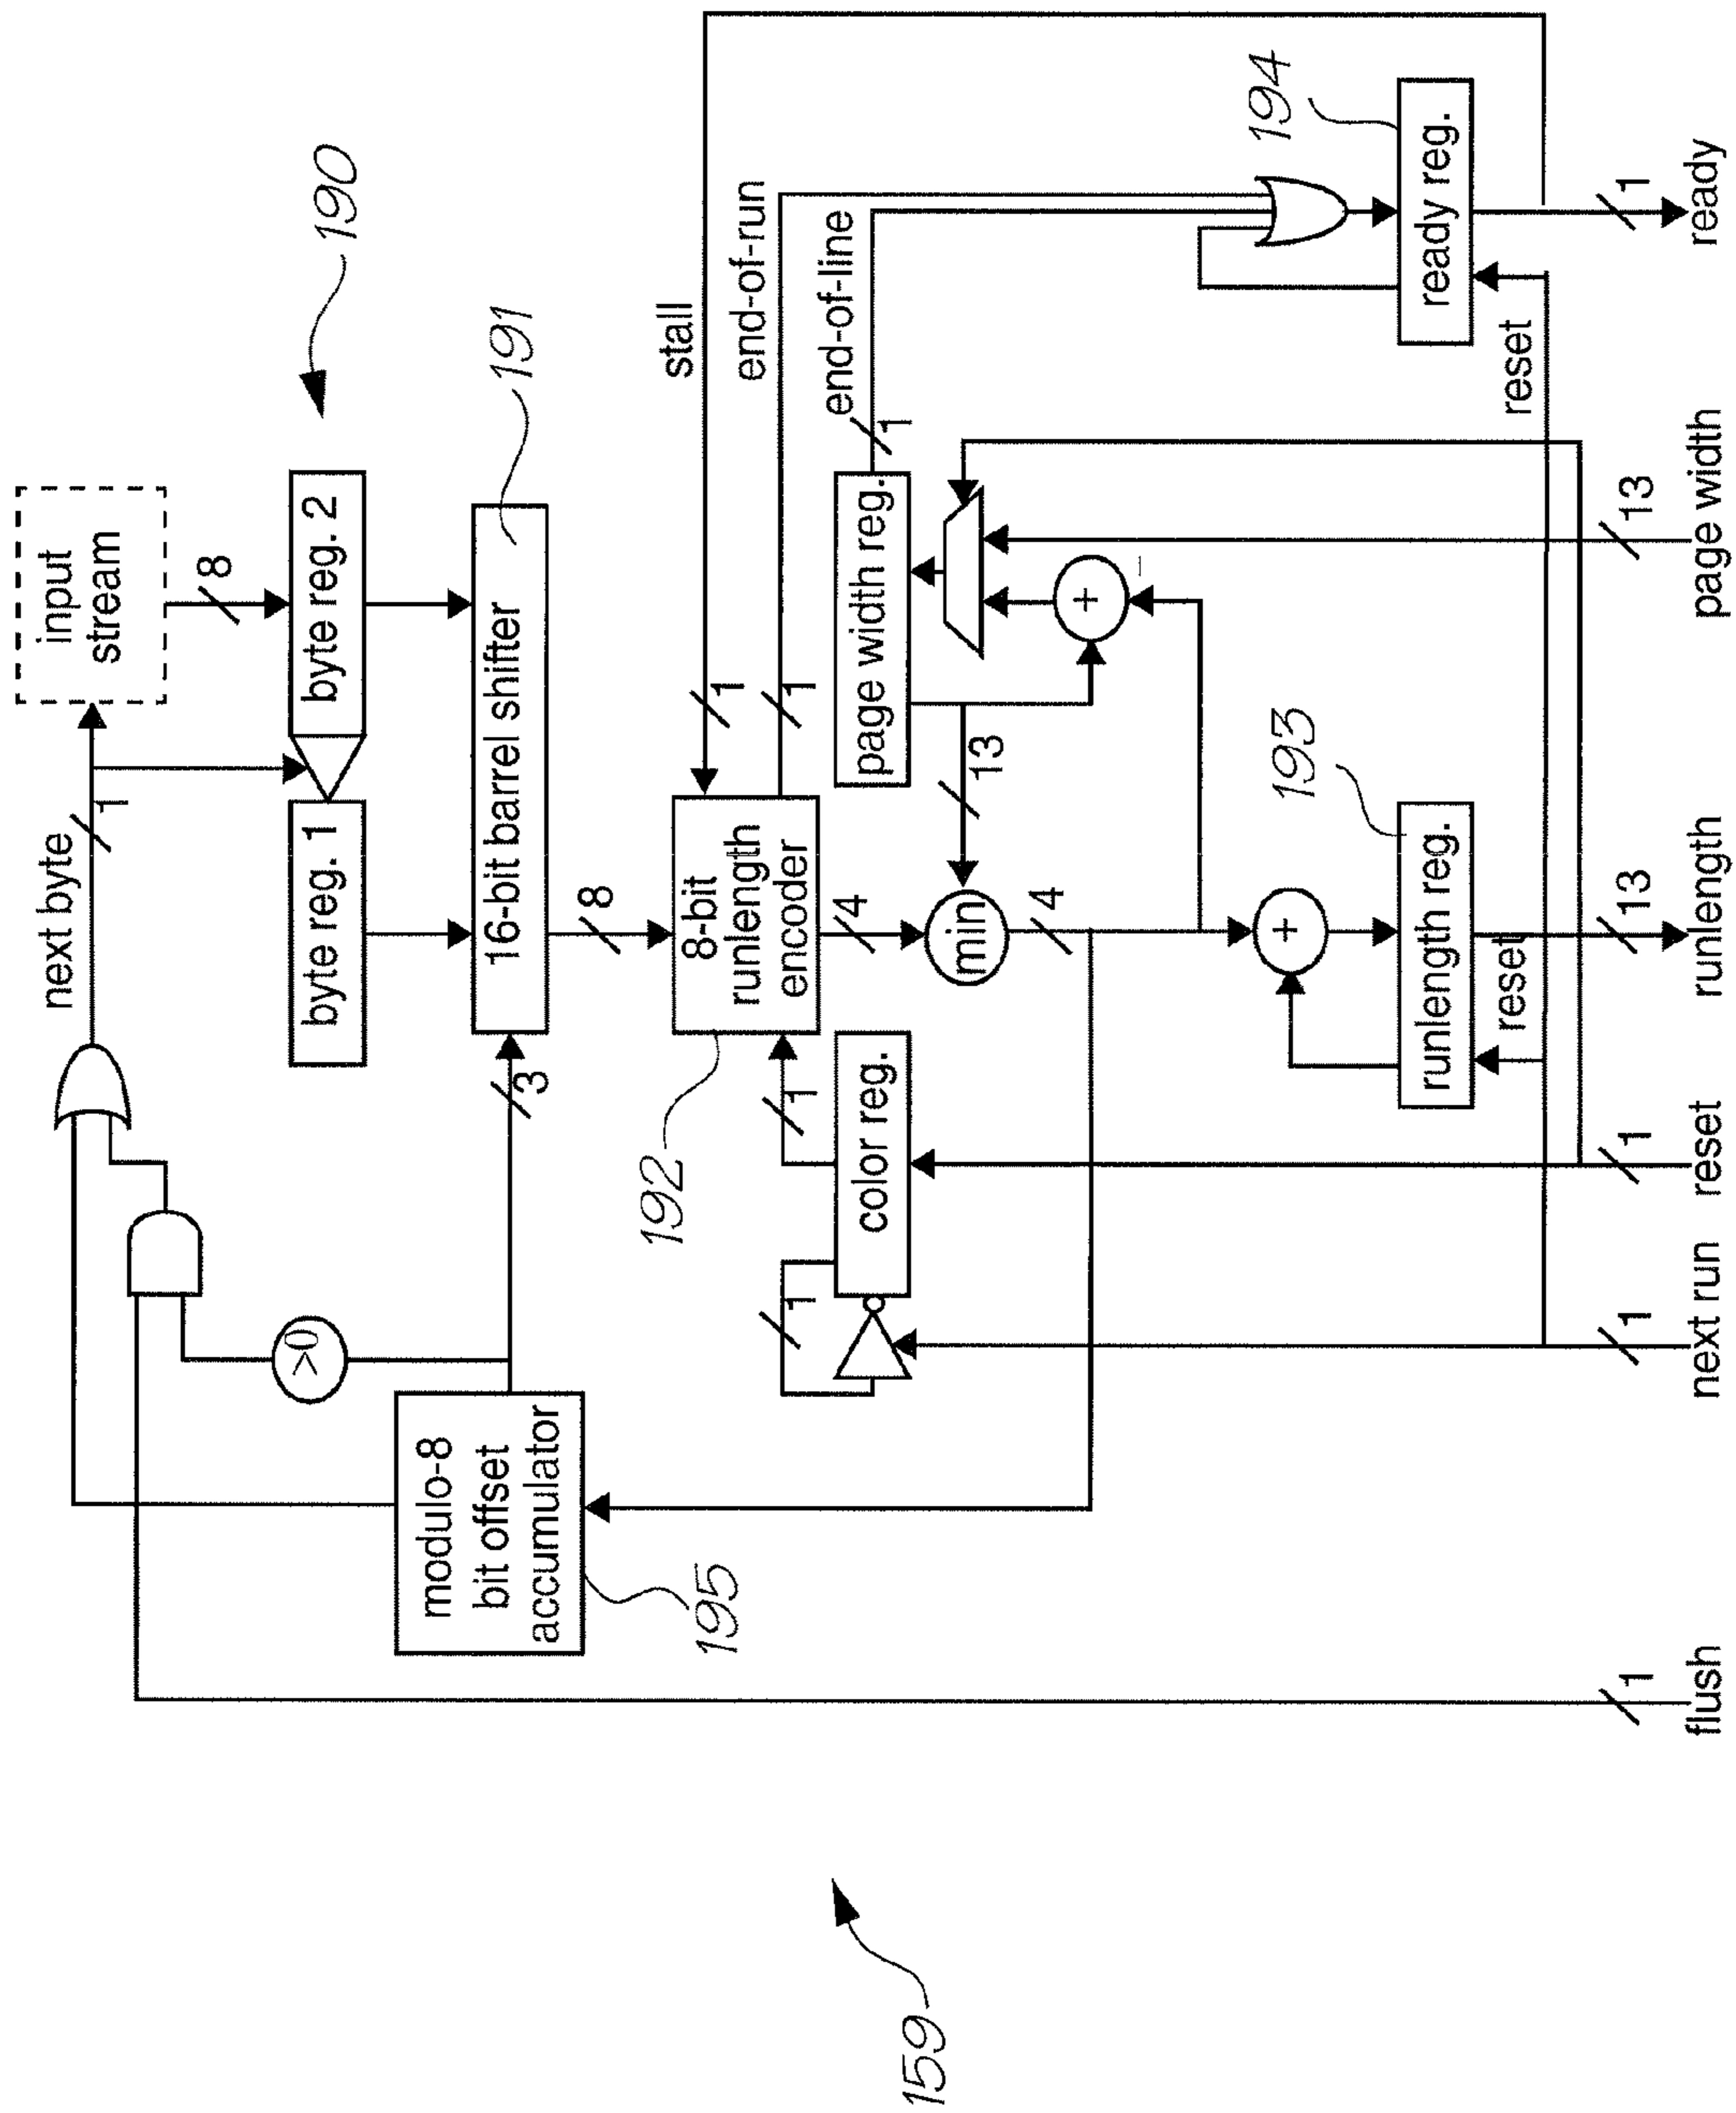 input
stream
next byte
1
8
190
byte reg. 1
byte reg. 2
16-bit barrel shifter
191
>0
3
modulo-8
bit offset
accumulator
195
8
stall
1
end-of-run
1
8-bit
runlength
encoder
192
end-of-line
1
1
1
color reg.
4
min
4
13
page width reg.
+
−
+
193
runlength reg.
reset
194
ready reg.
reset
159
1
flush
1
next run
1
reset
13
runlength
13
page width
1
ready